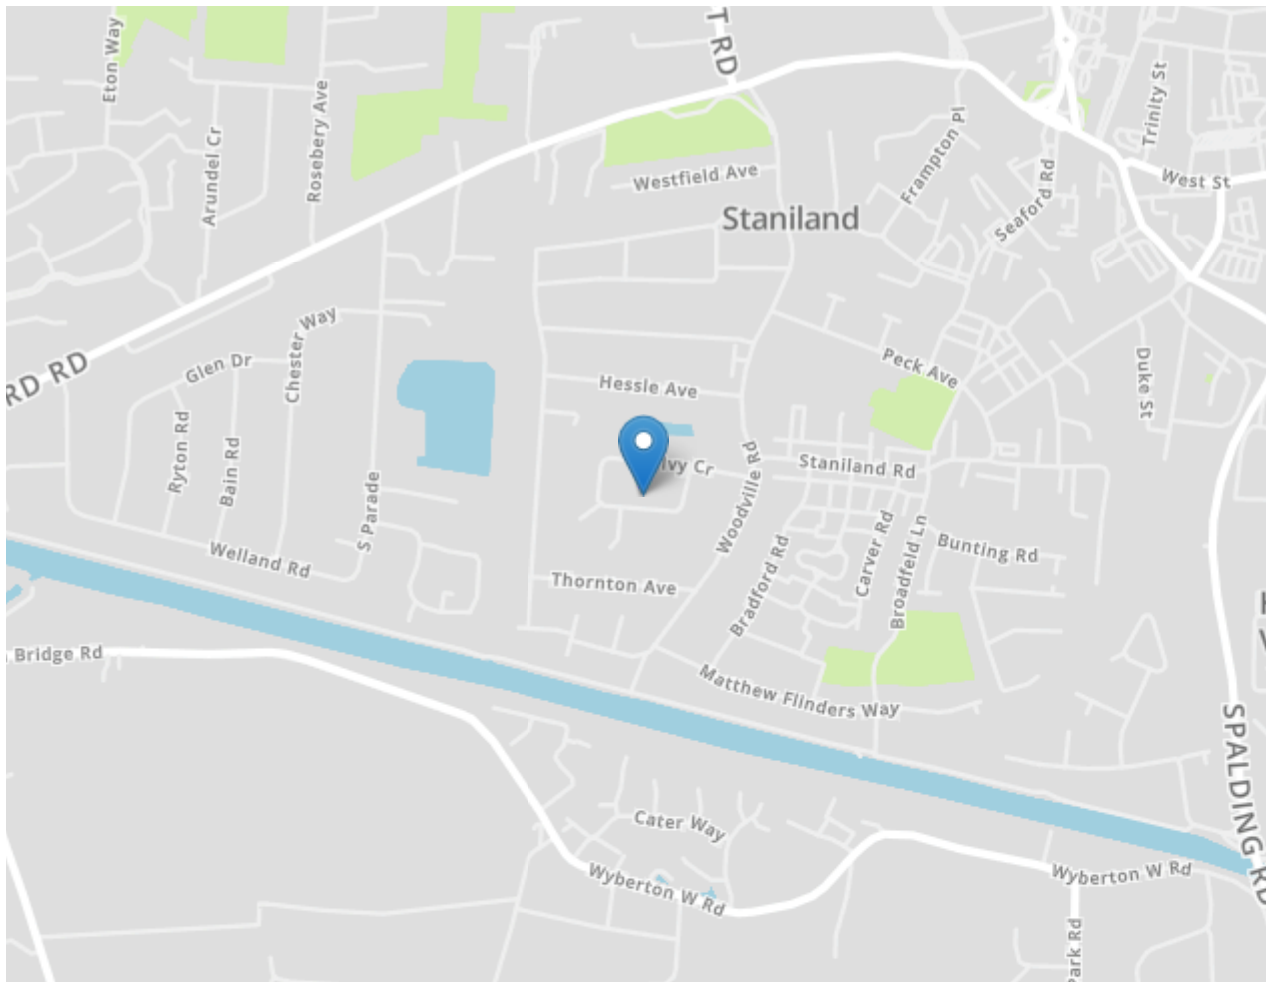 T RD
Eton Way
Trinity St
Rosebery Ave
Arundel Cr
Frampton Pl
Westfield Ave
West St
Seaford Rd
Staniland
Chester Way
Glen Dr
RD RD
Peck Ave
Duke St
Hessle Ave
Ryton Rd
Bain Rd
Ivy Cr
Staniland Rd
Woodville Rd
S Parade
Carver Rd
Broadfeld Ln
Bunting Rd
Welland Rd
Bradford Rd
Thornton Ave
Bridge Rd
Matthew Flinders Way
SPALDING RD
Cater Way
Wyberton W Rd
Wyberton W Rd
Park Rd